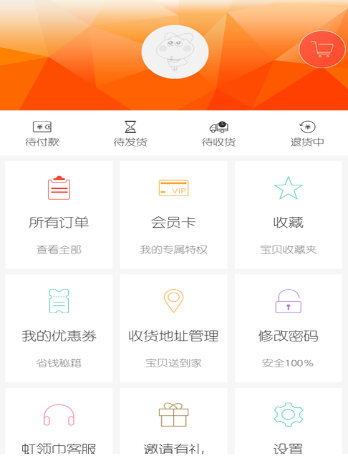 待付款 待发货 待收货 退货中
VIP
所有订单 会员卡 收藏
查看全部 我的专属特权 宝贝收藏夹
我的优惠券 收货地址管理 修改密码
省钱秘籍 宝贝送到家 安全100%
虹领巾客服 邀请有礼 设置